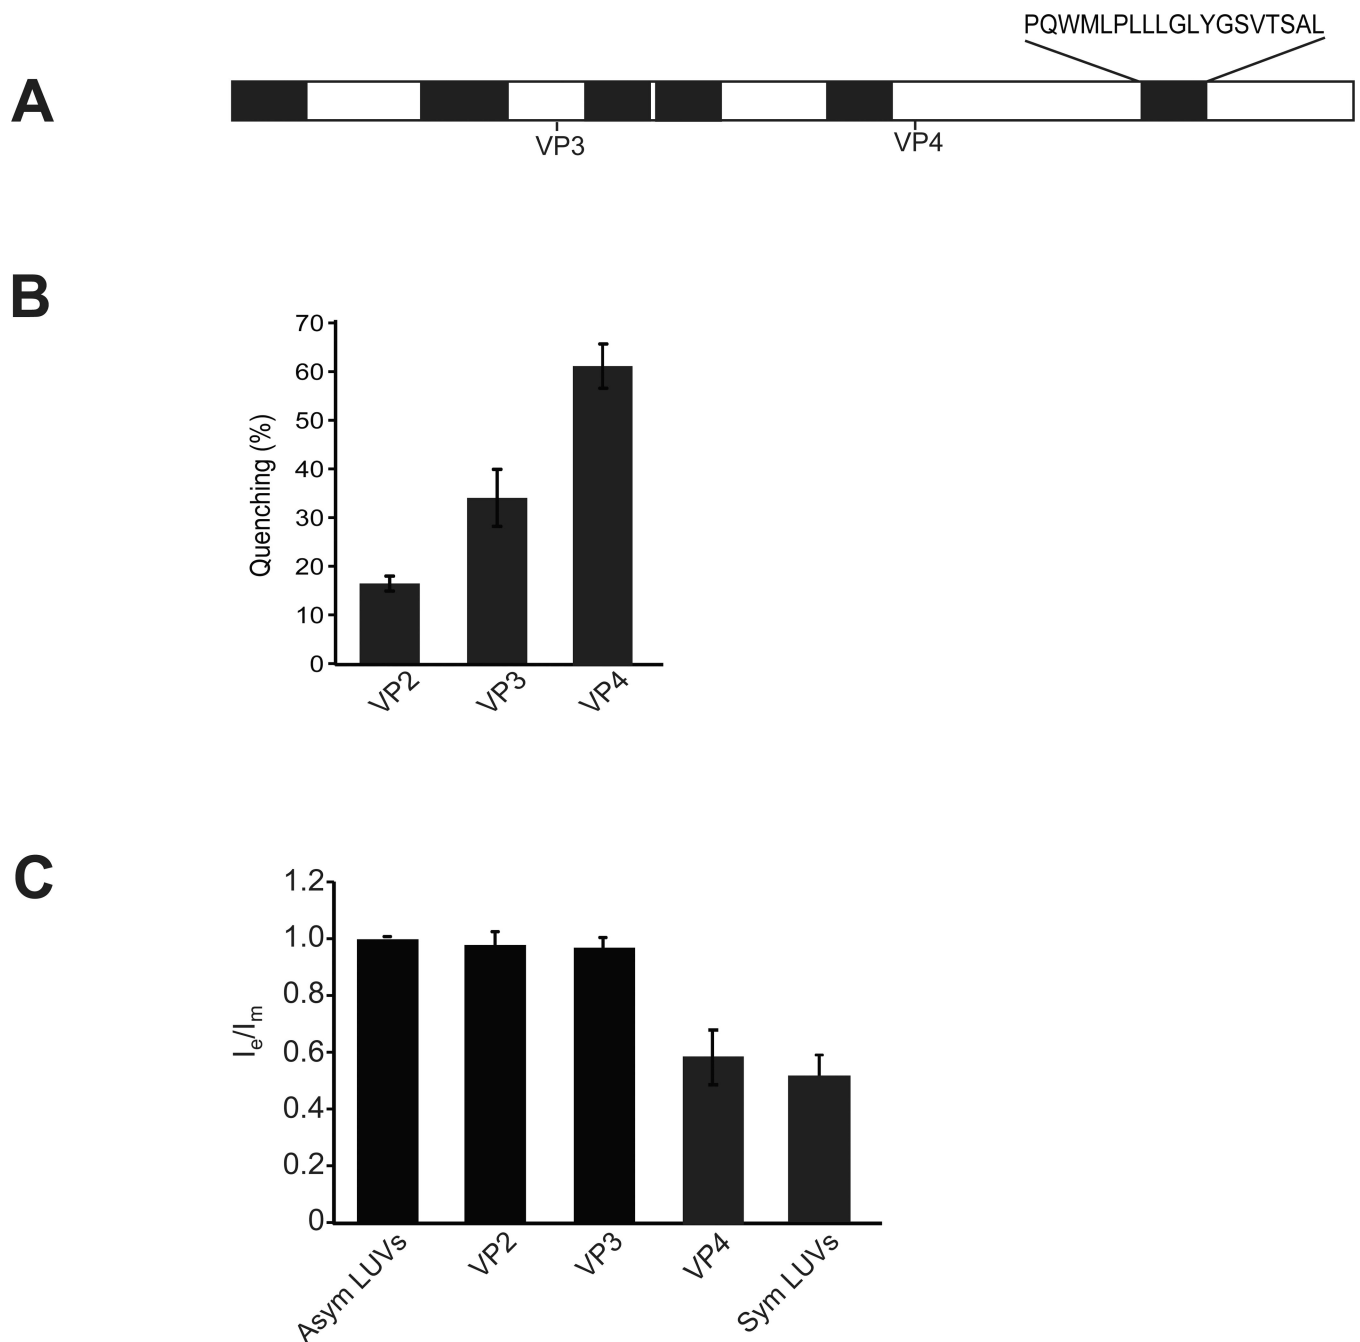 PQWMLPLLLGLYGSVTSAL
A
VP3
VP4
B
70
60
50
40
30
20
10
0
Quenching (%)
VP2
VP3
VP4
C
1.2
1.0
0.8
0.6
0.4
0.2
0
Ie/Im
Asym LUVs
VP2
VP3
VP4
Sym LUVs